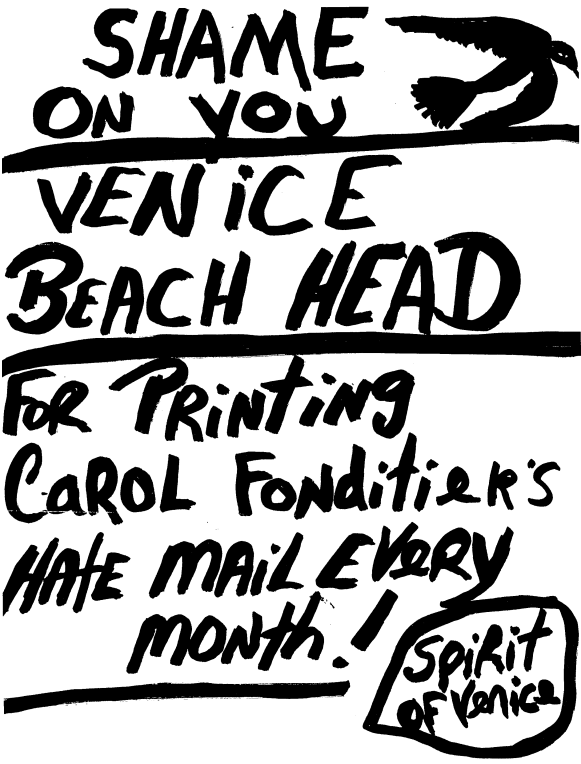 SHAME
ON YOU
VENiCE
BEACH HEAD
FOR PRiNtiNg
CaROL FONditieR'S
HAtE MAiL EVeRy
MONth.!
SPiRit
OF Venice